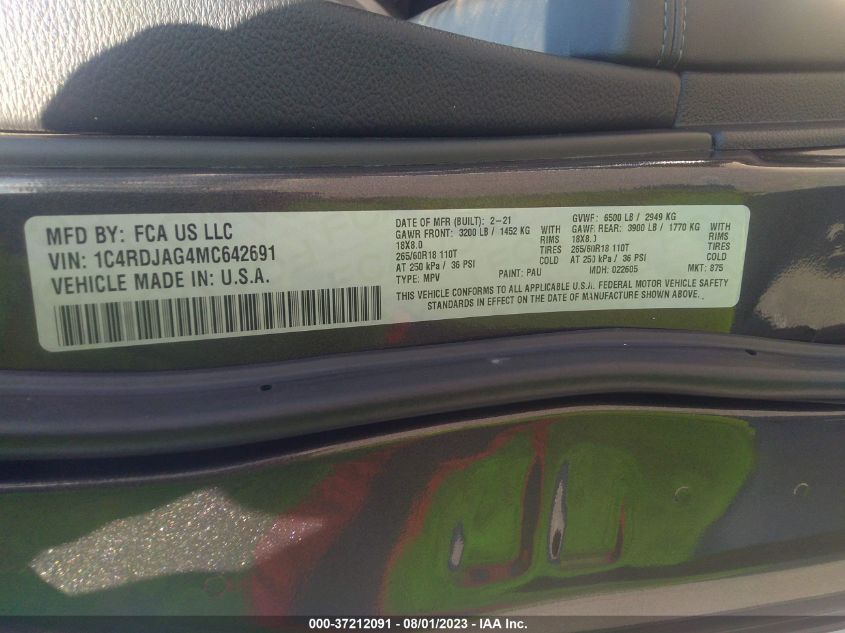 MFD BY: FCA US LLC
VIN: 1C4RDJAG4MC642691
VEHICLE MADE IN: U.S.A.
DATE OF MFR (BUILT): 2-21
GAWR FRONT: 3200 LB / 1452 KG WITH
18X8.0 RIMS
265/60R18 110T TIRES
AT 250 kPa / 36 PSI COLD
TYPE: MPV PAINT: PAU
GVWR: 6500 LB / 2949 KG
GAWR REAR: 3900 LB / 1770 KG WITH
18X8.0 RIMS
265/60R18 110T TIRES
AT 250 kPa / 36 PSI COLD
MDH: 022605 MKT: 875
THIS VEHICLE CONFORMS TO ALL APPLICABLE U.S.A. FEDERAL MOTOR VEHICLE SAFETY
STANDARDS IN EFFECT ON THE DATE OF MANUFACTURE SHOWN ABOVE.
000-37212091 - 08/01/2023 - IAA Inc.